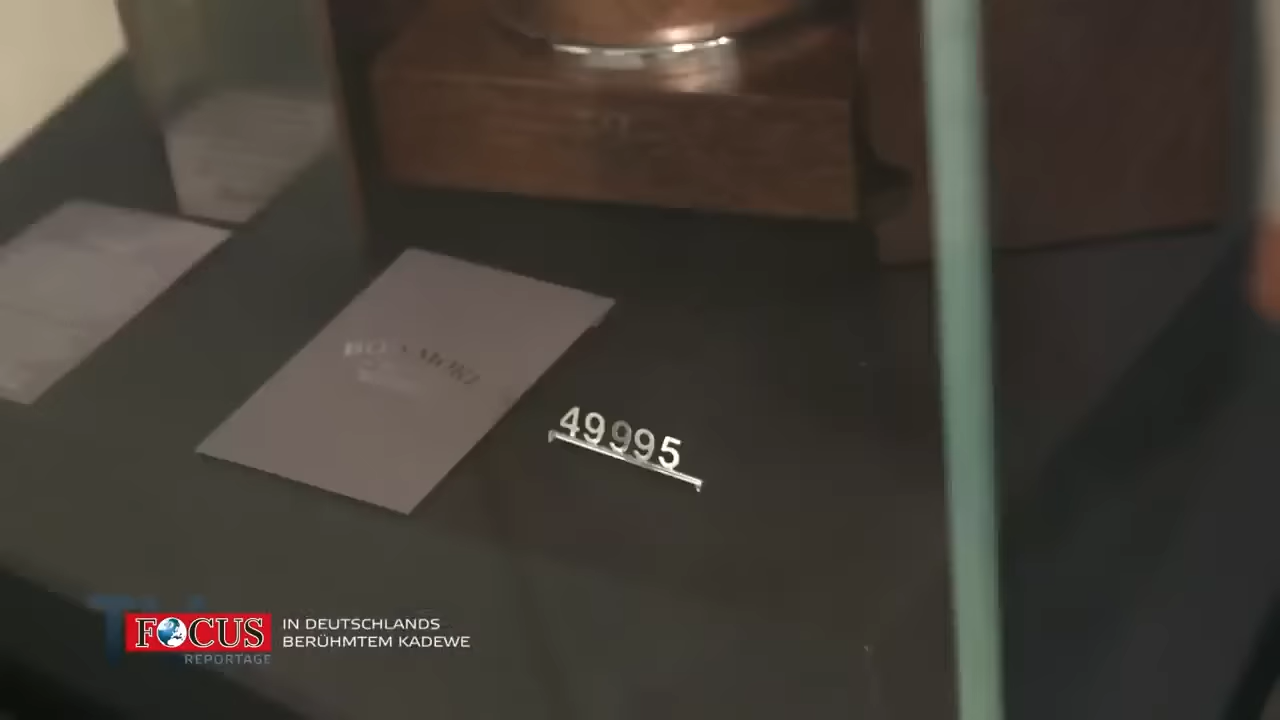 49995
FOCUS
REPORTAGE
IN DEUTSCHLANDS
BERÜHMTEM KADEWE